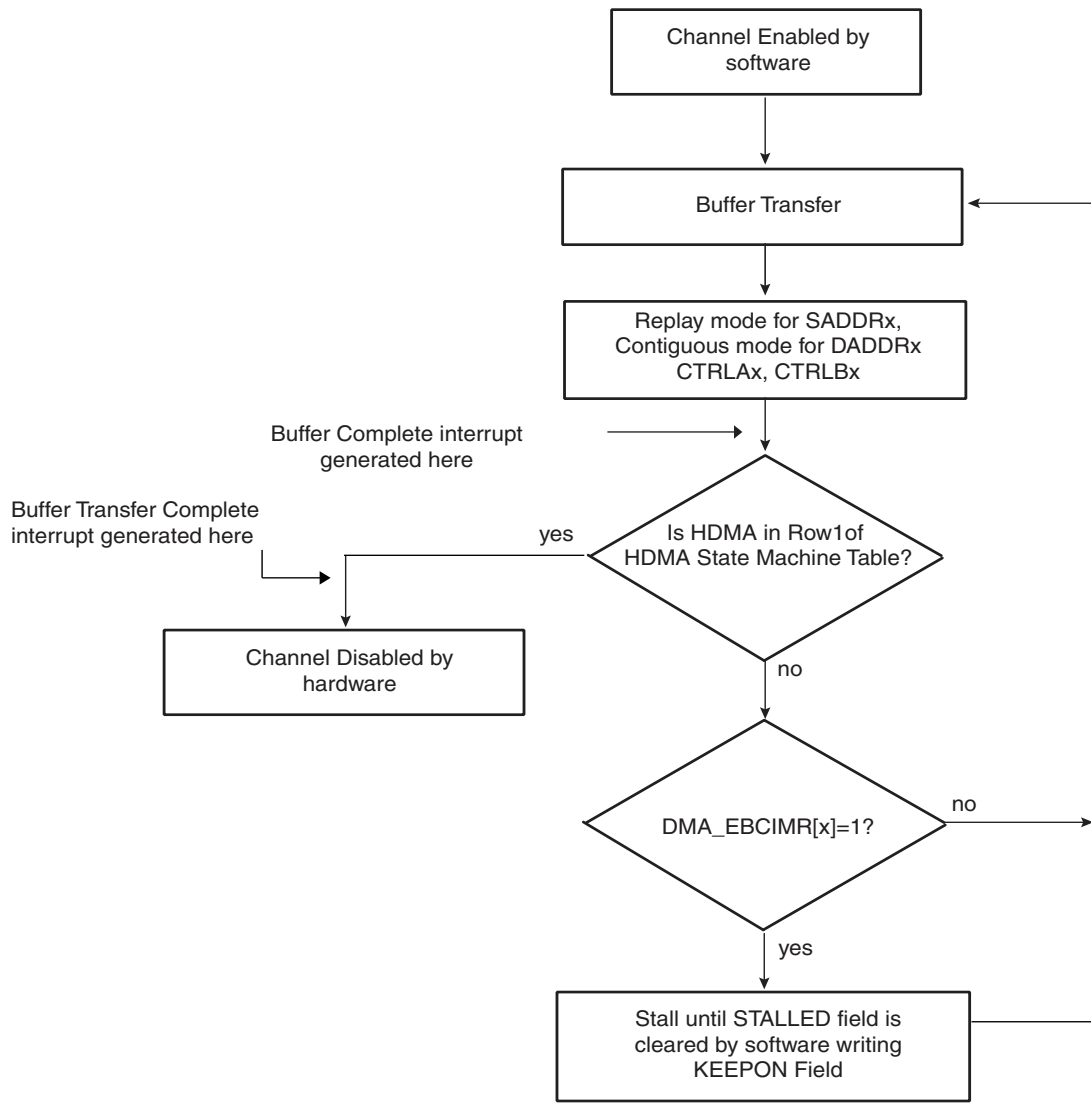 Channel Enabled by
software
Buffer Transfer
Replay mode for SADDRx,
Contiguous mode for DADDRx
CTRLAx, CTRLBx
Buffer Complete interrupt
generated here
Buffer Transfer Complete
interrupt generated here
yes
Is HDMA in Row1of
HDMA State Machine Table?
Channel Disabled by
hardware
no
DMA_EBCIMR[x]=1?
no
yes
Stall until STALLED field is
cleared by software writing
KEEPON Field